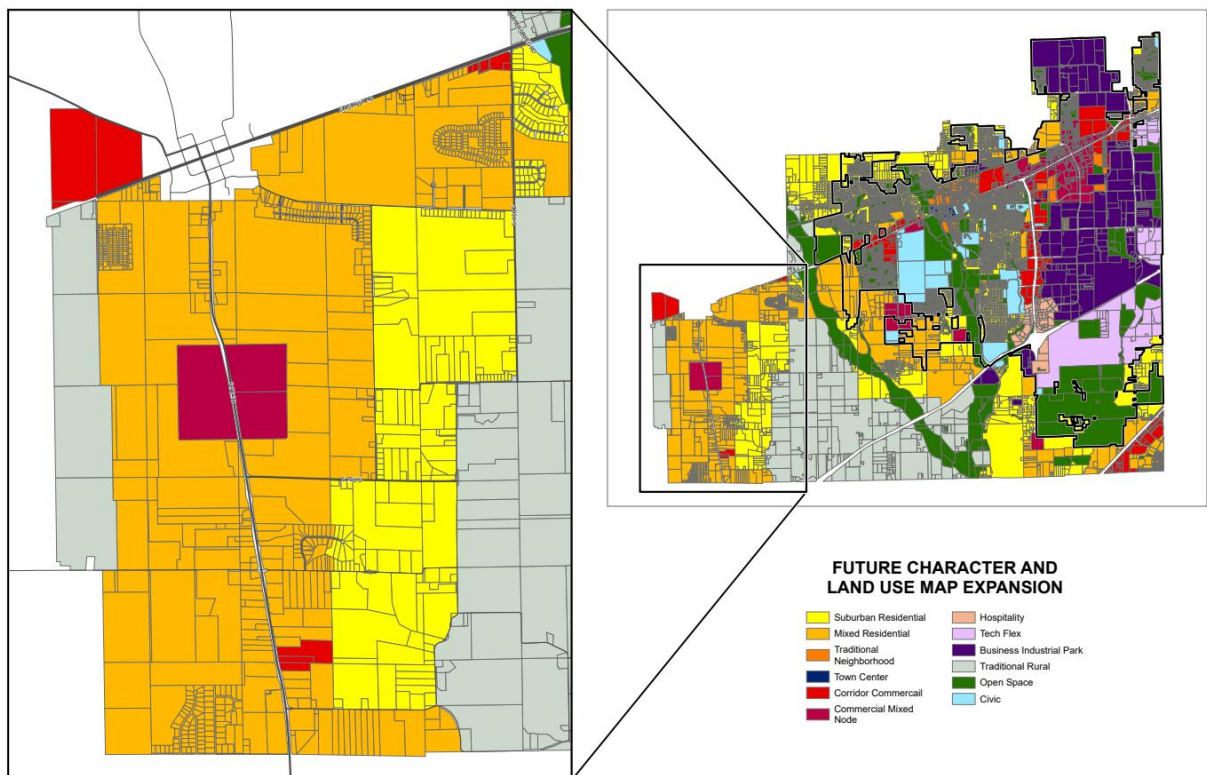 FUTURE CHARACTER AND
LAND USE MAP EXPANSION
Suburban Residential
Mixed Residential
Traditional
Neighborhood
Town Center
Corridor Commercail
Commercial Mixed
Node
Hospitality
Tech Flex
Business Industrial Park
Traditional Rural
Open Space
Civic